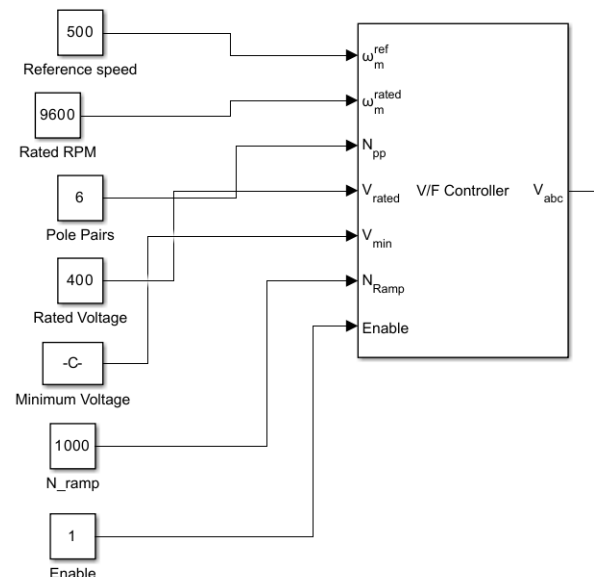 500
Reference speed
9600
Rated RPM
6
Pole Pairs
400
Rated Voltage
-C-
Minimum Voltage
1000
N_ramp
1
Enable
ω_m^ref
ω_m^rated
N_pp
V_rated
V_min
N_Ramp
Enable
V/F Controller
V_abc